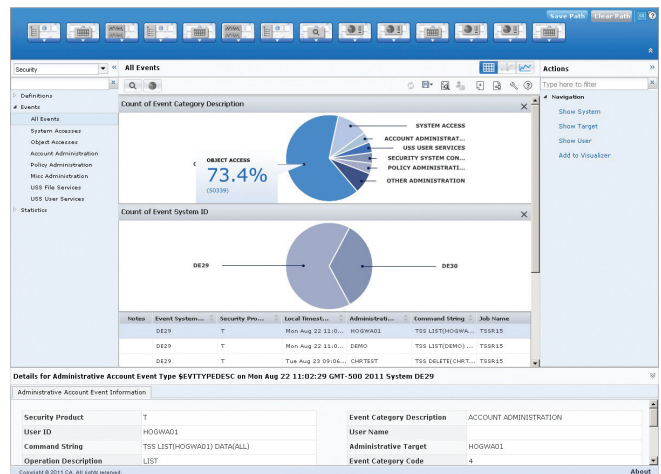 Save Path Clear Path
Security
All Events
Actions
Type here to filter
Definitions
Events
All Events
System Accesses
Object Accesses
Account Administration
Policy Administration
Misc Administration
USS File Services
USS User Services
Statistics
Count of Event Category Description
SYSTEM ACCESS
ACCOUNT ADMINISTRAT...
USS USER SERVICES
SECURITY SYSTEM CON...
POLICY ADMINISTRATI...
OTHER ADMINISTRATION
OBJECT ACCESS
73.4%
(50339)
Navigation
Show System
Show Target
Show User
Add to Visualizer
Count of Event System ID
DE29
DE30
Notes Event System... Security Pro... Local Timest... Administrati... Command String Job Name
DE29 T Mon Aug 22 11:0... HOGWA01 TSS LIST(HOGWA... TSSR15
DE29 T Mon Aug 22 11:0... DEMO TSS LIST(DEMO) ... TSSR15
DE29 T Tue Aug 23 09:06... CHRTEST TSS DELETE(CHRT... TSSR15
Details for Administrative Account Event Type $EVTTYPEDESC on Mon Aug 22 11:02:29 GMT-500 2011 System DE29
Administrative Account Event Information
Security Product T Event Category Description ACCOUNT ADMINISTRATION
User ID HOGWA01 User Name
Command String TSS LIST(HOGWA01) DATA(ALL) Administrative Target HOGWA01
Operation Description LIST Event Category Code 4
Copyright © 2011 CA. All rights reserved.
About